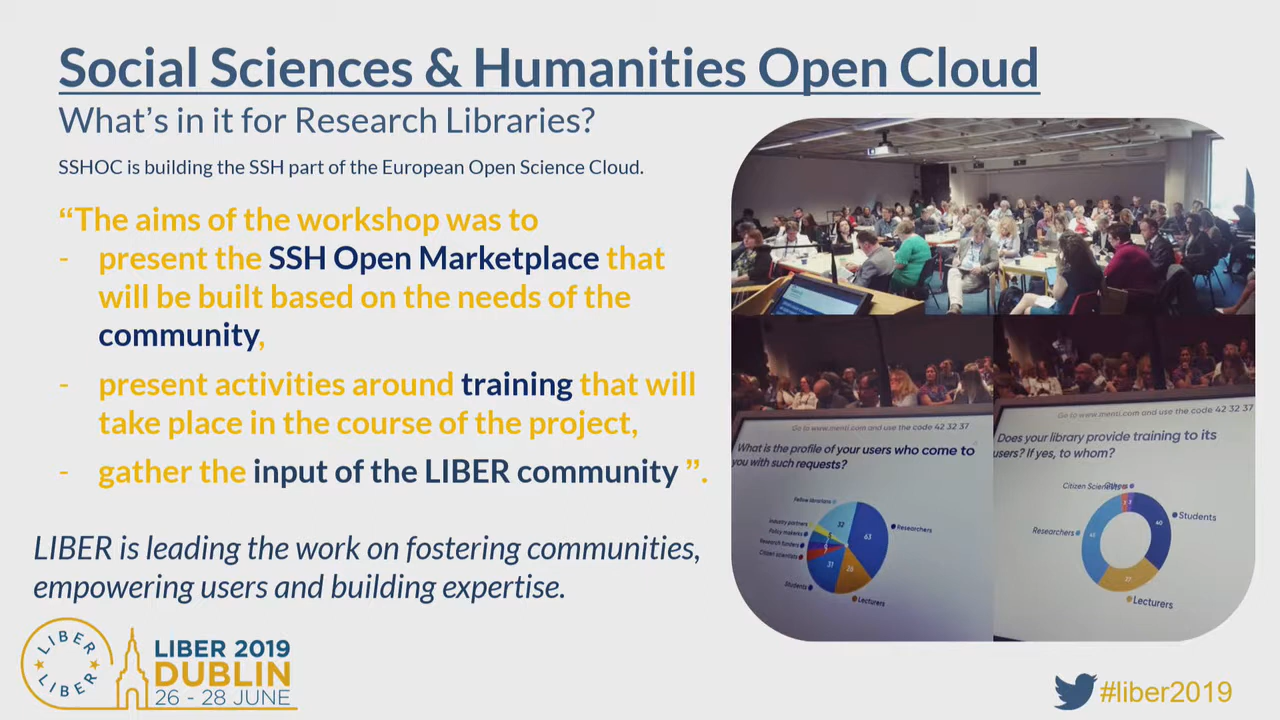 Social Sciences & Humanities Open Cloud
What's in it for Research Libraries?
SSHOC is building the SSH part of the European Open Science Cloud.
“The aims of the workshop was to
- present the SSH Open Marketplace that
will be built based on the needs of the
community,
- present activities around training that will
take place in the course of the project,
- gather the input of the LIBER community ”.
LIBER is leading the work on fostering communities,
empowering users and building expertise.
LIBER
LIBER
LIBER 2019
DUBLIN
26 - 28 JUNE
Go to www.menti.com and use the code 42 32 37
What is the profile of your users who come to
you with such requests?
Fellow librarians
Industry partners
Policy makers
Research funders
Citizen scientists
Students
Lecturers
Researchers
32
63
31
26
Go to www.menti.com and use the code 42 32 37
Does your library provide training to its
users? If yes, to whom?
Citizen Scientists
Others
Students
Researchers
Lecturers
60
#liber2019